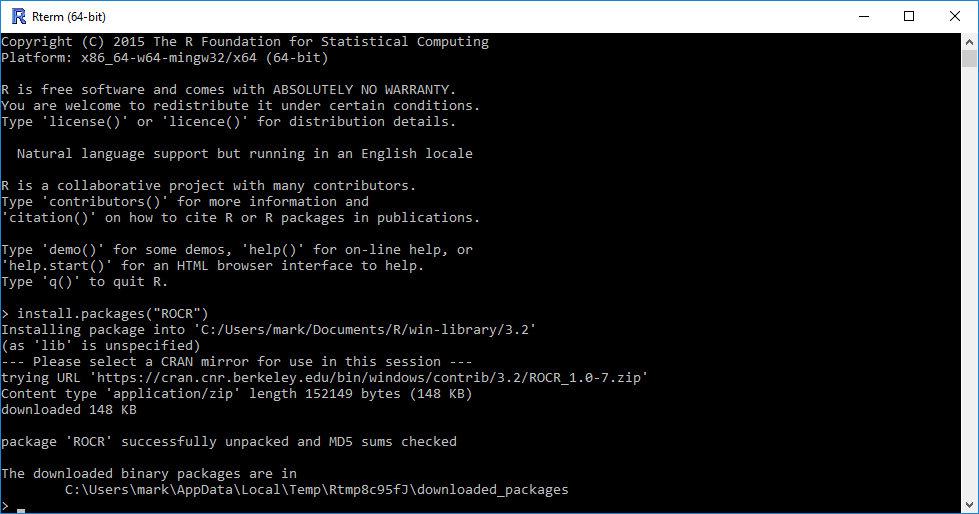 Rterm (64-bit)
Copyright (C) 2015 The R Foundation for Statistical Computing
Platform: x86_64-w64-mingw32/x64 (64-bit)
R is free software and comes with ABSOLUTELY NO WARRANTY.
You are welcome to redistribute it under certain conditions.
Type 'license()' or 'licence()' for distribution details.
Natural language support but running in an English locale
R is a collaborative project with many contributors.
Type 'contributors()' for more information and
'citation()' on how to cite R or R packages in publications.
Type 'demo()' for some demos, 'help()' for on-line help, or
'help.start()' for an HTML browser interface to help.
Type 'q()' to quit R.
> install.packages("ROCR")
Installing package into 'C:/Users/mark/Documents/R/win-library/3.2'
(as 'lib' is unspecified)
--- Please select a CRAN mirror for use in this session ---
trying URL 'https://cran.cnr.berkeley.edu/bin/windows/contrib/3.2/ROCR_1.0-7.zip'
Content type 'application/zip' length 152149 bytes (148 KB)
downloaded 148 KB
package 'ROCR' successfully unpacked and MD5 sums checked
The downloaded binary packages are in
C:\Users\mark\AppData\Local\Temp\Rtmp8c95fJ\downloaded_packages
> _